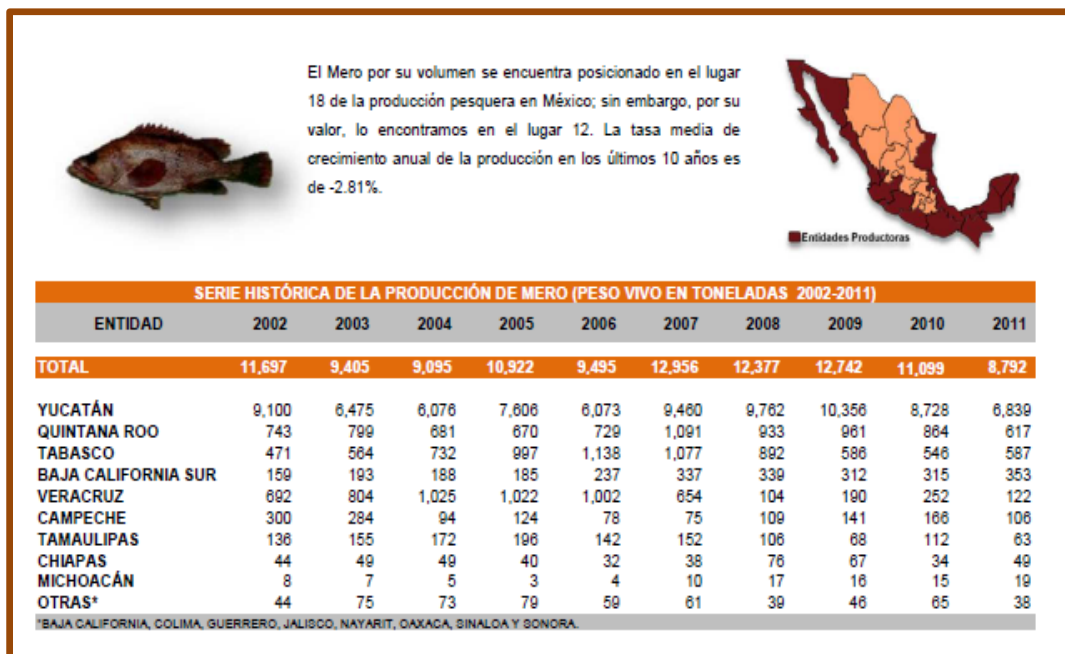 El Mero por su volumen se encuentra posicionado en el lugar
18 de la producción pesquera en México; sin embargo, por su
valor, lo encontramos en el lugar 12. La tasa media de
crecimiento anual de la producción en los últimos 10 años es
de -2.81%.
Entidades Productoras
SERIE HISTÓRICA DE LA PRODUCCIÓN DE MERO (PESO VIVO EN TONELADAS 2002-2011)
ENTIDAD 2002 2003 2004 2005 2006 2007 2008 2009 2010 2011
TOTAL 11,697 9,405 9,095 10,922 9,495 12,956 12,377 12,742 11,099 8,792
YUCATÁN 9,100 6,475 6,076 7,606 6,073 9,460 9,762 10,356 8,728 6,839
QUINTANA ROO 743 799 681 670 729 1,091 933 961 864 617
TABASCO 471 564 732 997 1,138 1,077 892 586 546 587
BAJA CALIFORNIA SUR 159 193 188 185 237 337 339 312 315 353
VERACRUZ 692 804 1,025 1,022 1,002 654 104 190 252 122
CAMPECHE 300 284 94 124 78 75 109 141 166 106
TAMAULIPAS 136 155 172 196 142 152 106 68 112 63
CHIAPAS 44 49 49 40 32 38 76 67 34 49
MICHOACÁN 8 7 5 3 4 10 17 16 15 19
OTRAS* 44 75 73 79 59 61 39 46 65 38
*BAJA CALIFORNIA, COLIMA, GUERRERO, JALISCO, NAYARIT, OAXACA, SINALOA Y SONORA.